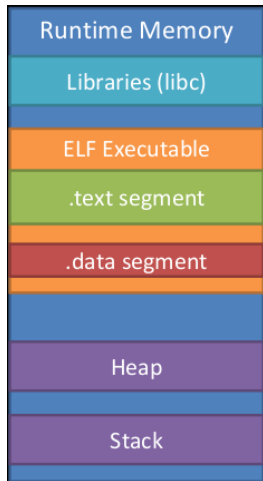 Runtime Memory
Libraries (libc)
ELF Executable
.text segment
.data segment
Heap
Stack